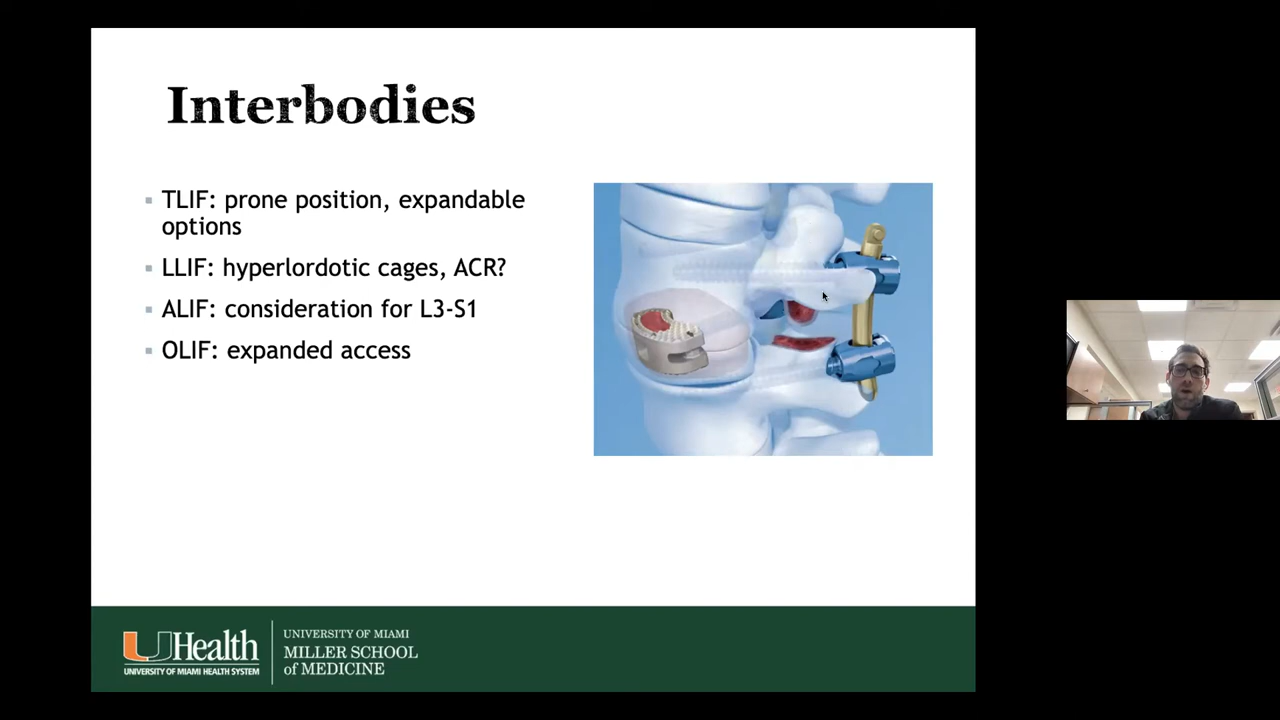 Interbodies
▪ TLIF: prone position, expandable
options
▪ LLIF: hyperlordotic cages, ACR?
▪ ALIF: consideration for L3-S1
▪ OLIF: expanded access
UHealth
UNIVERSITY OF MIAMI HEALTH SYSTEM
UNIVERSITY OF MIAMI
MILLER SCHOOL
of MEDICINE